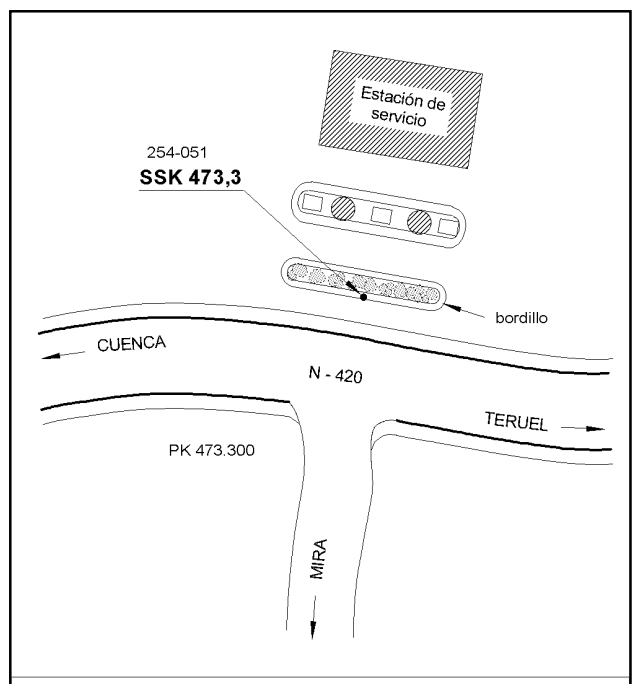 Estación de
servicio
254-051
SSK 473,3
bordillo
CUENCA
N - 420
TERUEL
PK 473.300
MIRA